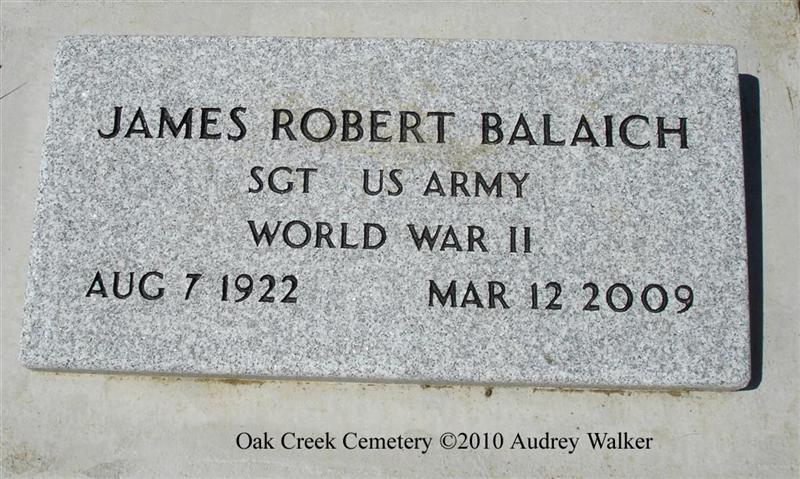 JAMES ROBERT BALAICH
SGT US ARMY
WORLD WAR II
AUG 7 1922 MAR 12 2009
Oak Creek Cemetery ©2010 Audrey Walker